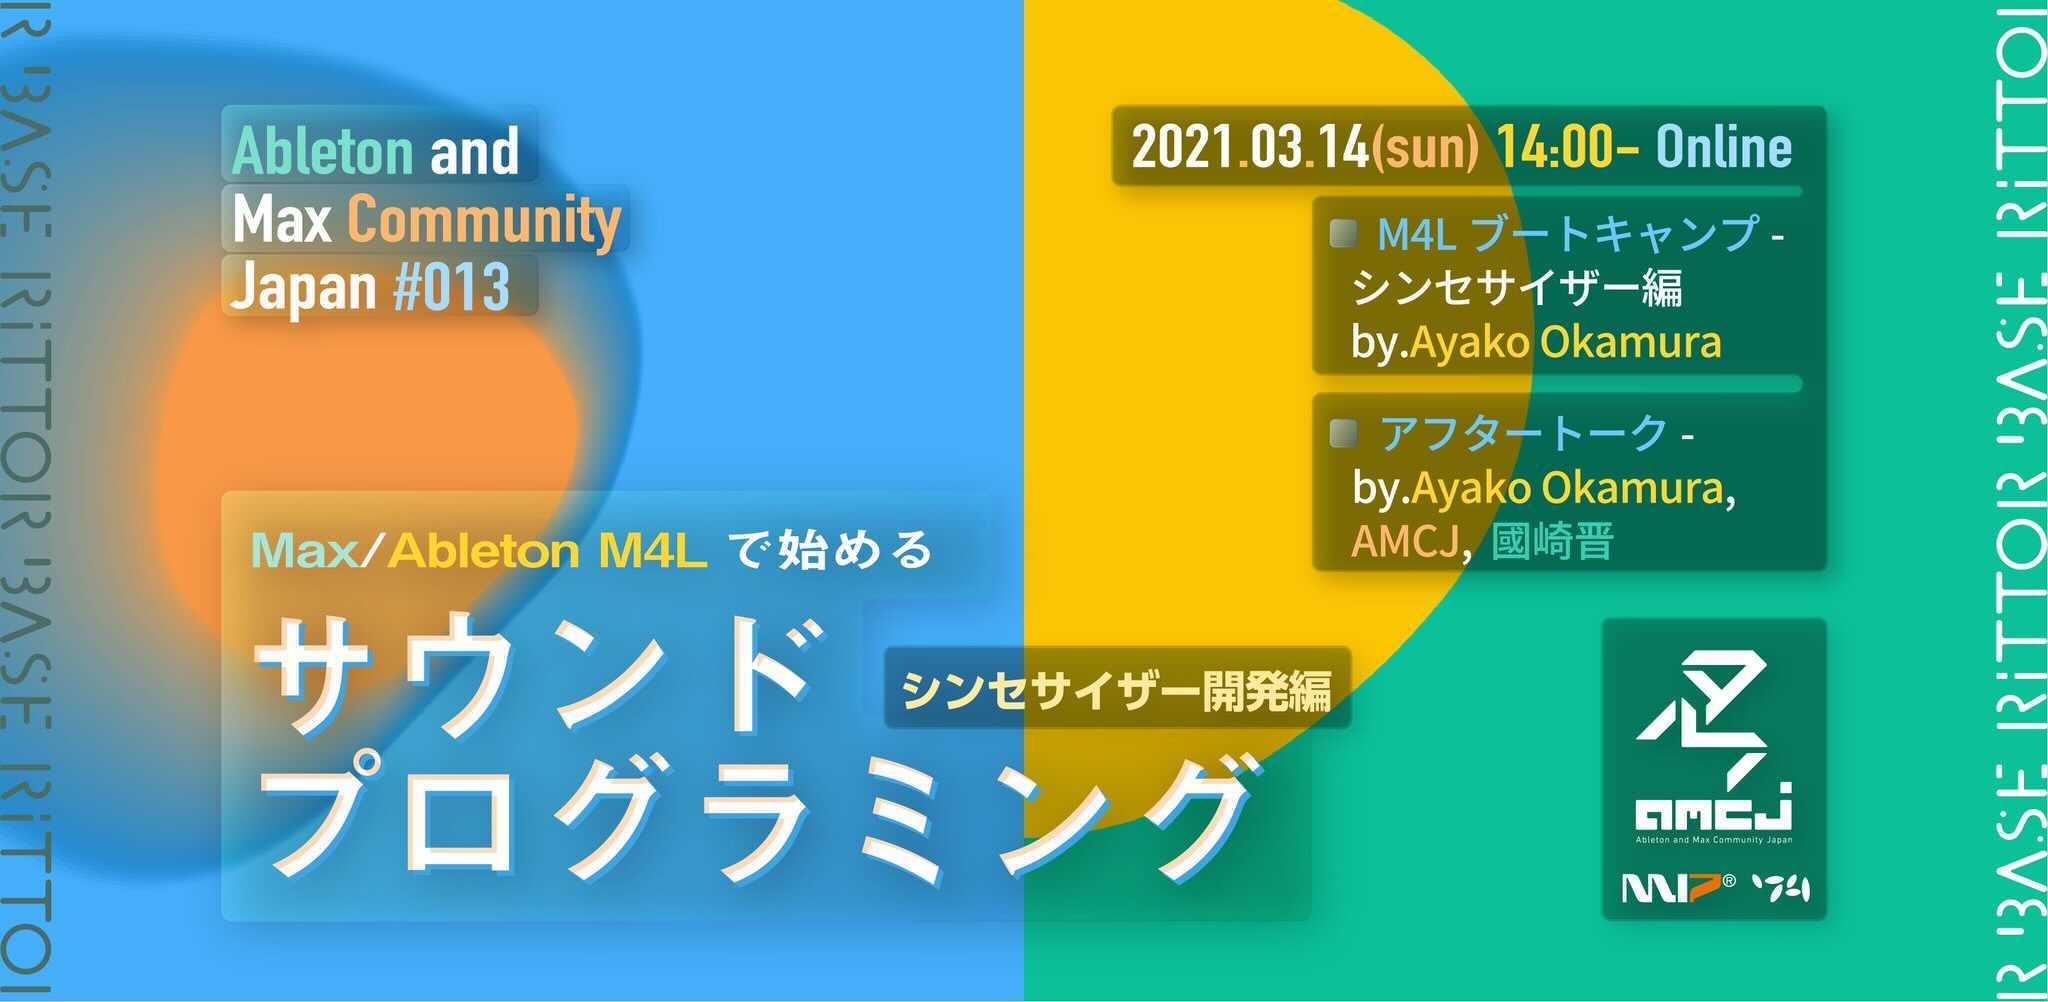 Ableton and
Max Community
Japan #013
2021.03.14(sun) 14:00- Online
M4L ブートキャンプ -
シンセサイザー編
by.Ayako Okamura
アフタートーク -
by.Ayako Okamura,
AMCJ, 國崎晋
Max/Ableton M4L で始める
サウンド
シンセサイザー開発編
プログラミング
AMCJ
Ableton and Max Community Japan
MI7®
R BASE RiTTOR BASE RiTTOI
R BASE RiTTOR BASE RiTTOI